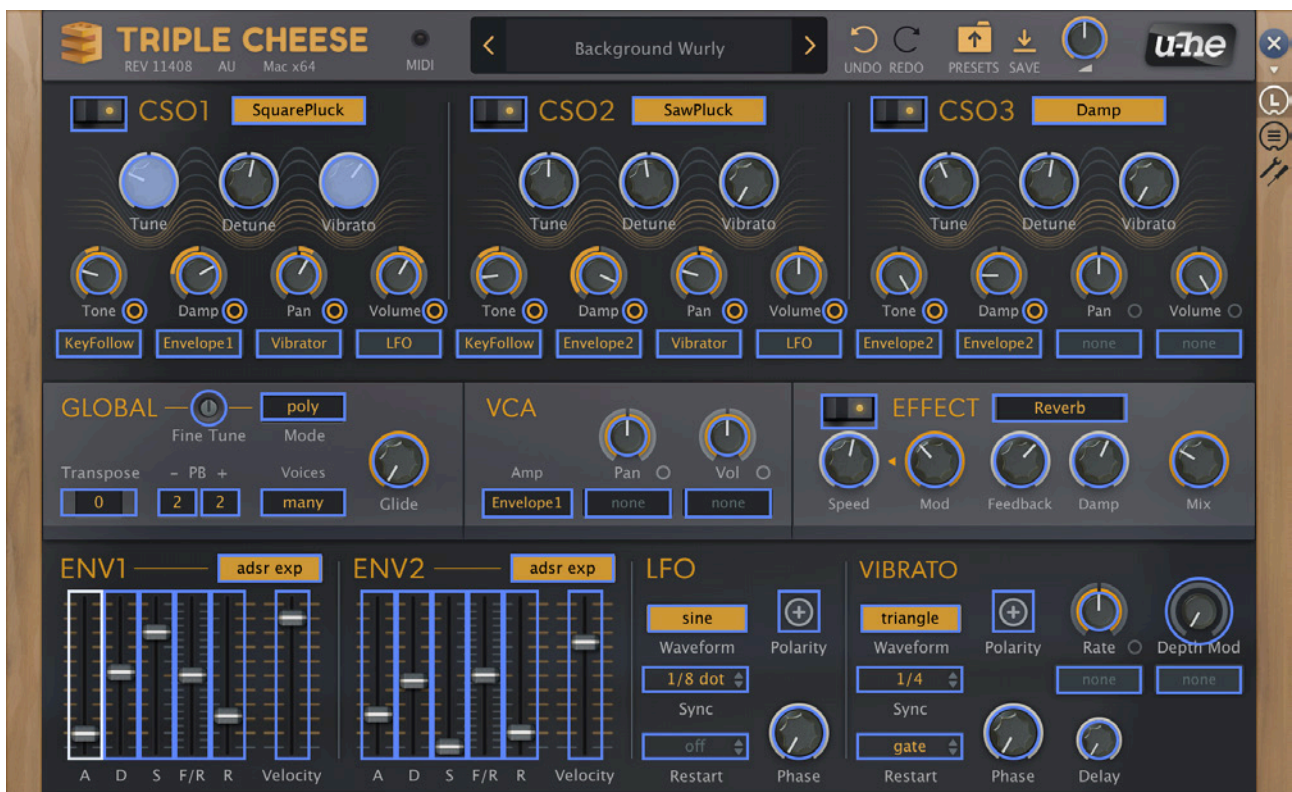 TRIPLE CHEESE
REV 11408 AU Mac x64
MIDI
Background Wurly
UNDO REDO PRESETS SAVE
u-he
L
CSO1 SquarePluck
CSO2 SawPluck
CSO3 Damp
Tune Detune Vibrato
Tune Detune Vibrato
Tune Detune Vibrato
Tone Damp Pan Volume
Tone Damp Pan Volume
Tone Damp Pan Volume
KeyFollow Envelope1 Vibrator LFO
KeyFollow Envelope2 Vibrator LFO
Envelope2 Envelope2 none none
GLOBAL poly
Fine Tune Mode
Transpose - PB + Voices
0 2 2 many Glide
VCA
Amp Pan Vol
Envelope1 none none
EFFECT Reverb
Speed Mod Feedback Damp Mix
ENV1 adsr exp
A D S F/R R Velocity
ENV2 adsr exp
A D S F/R R Velocity
LFO
sine
Waveform Polarity
1/8 dot
Sync
off
Restart Phase
VIBRATO
triangle
Waveform Polarity Rate Depth Mod
1/4 none none
Sync
gate
Restart Phase Delay